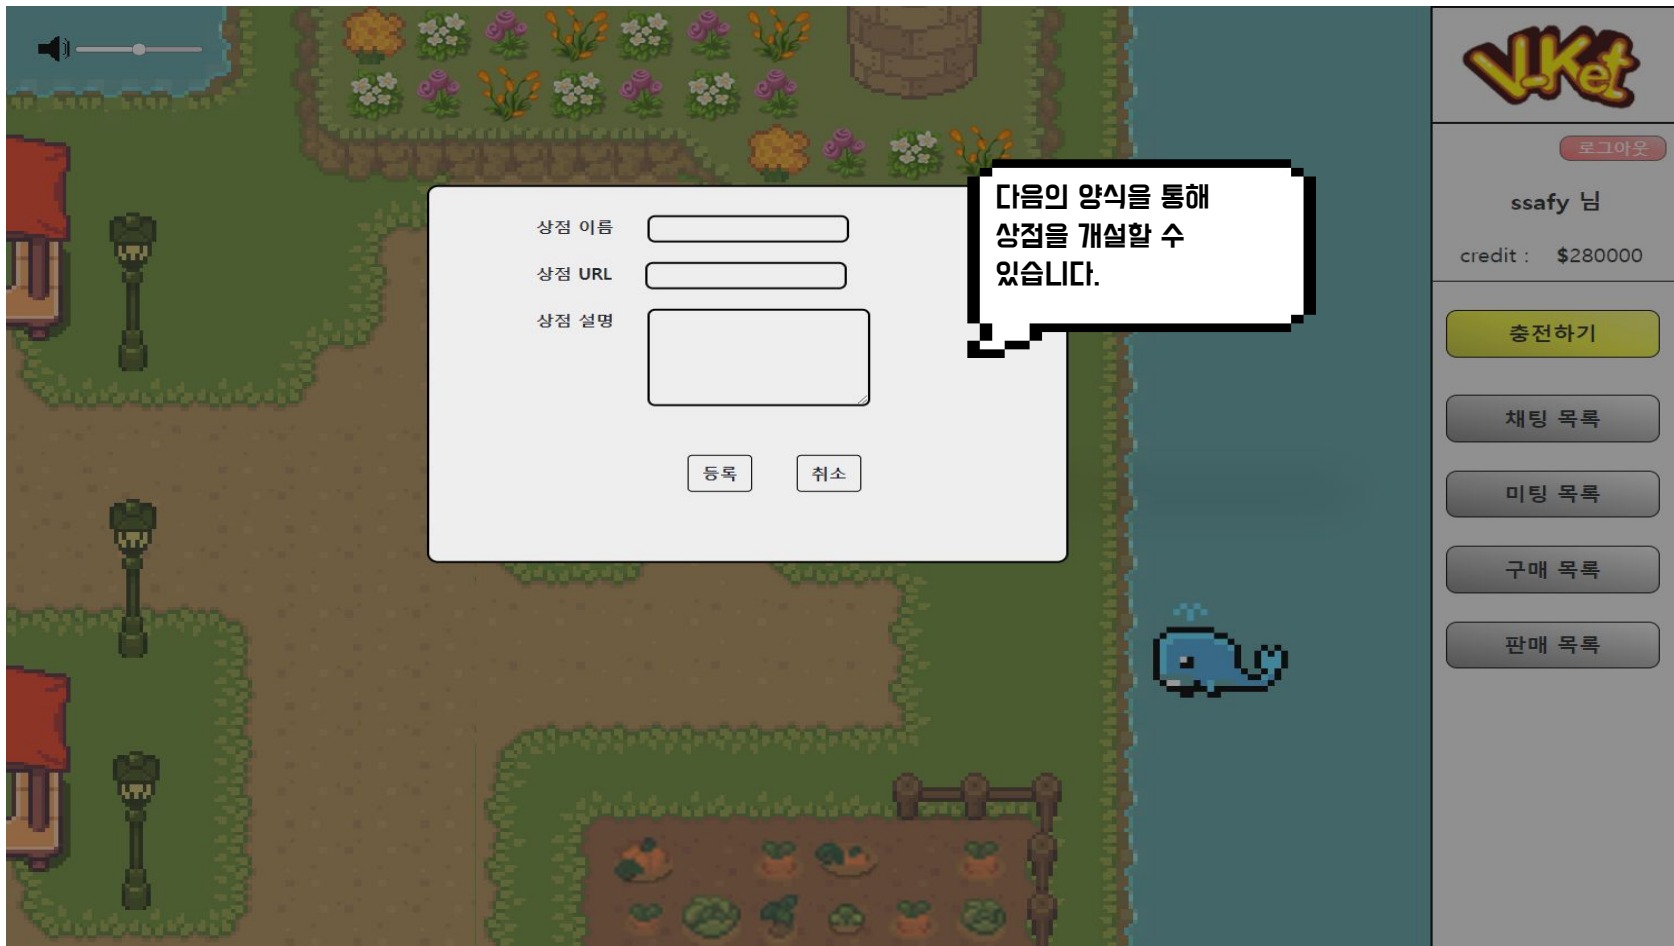 V-Ket
로그아웃
ssafy 님
credit : $280000
충전하기
채팅 목록
미팅 목록
구매 목록
판매 목록
상점 이름
상점 URL
상점 설명
등록 취소
다음의 양식을 통해
상점을 개설할 수
있습니다.